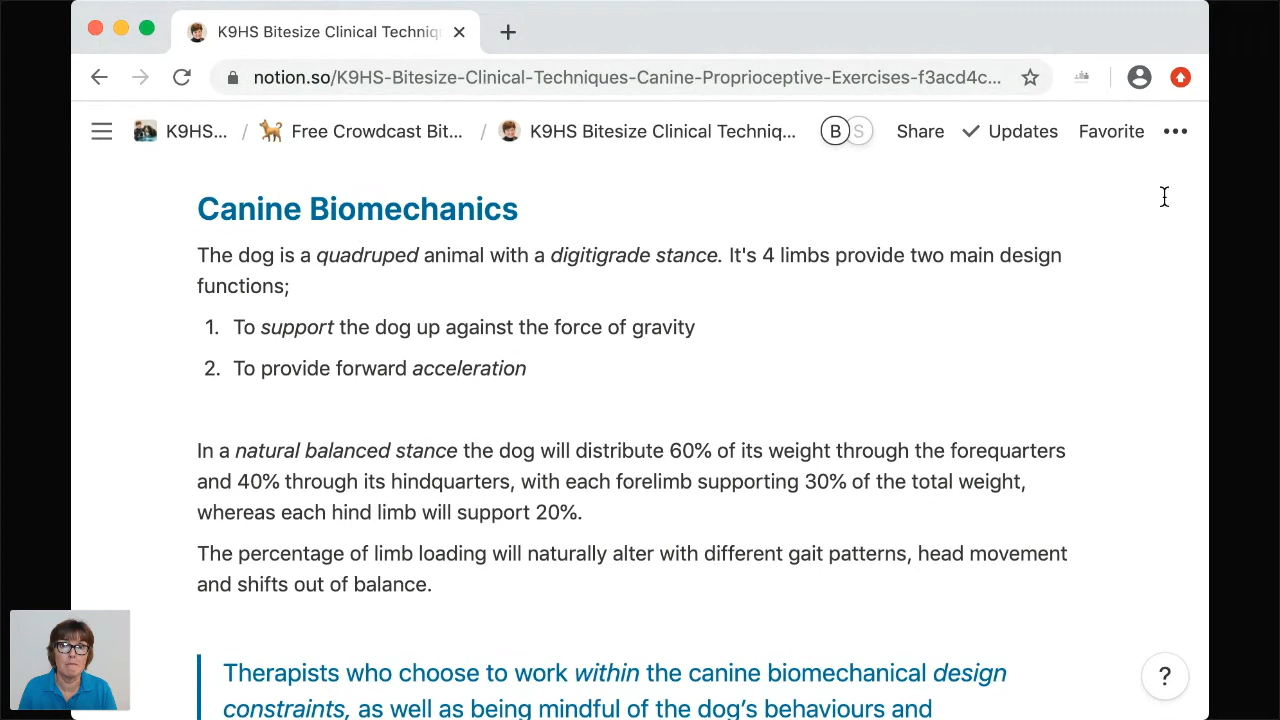 K9HS Bitesize Clinical Techniq
notion.so/K9HS-Bitesize-Clinical-Techniques-Canine-Proprioceptive-Exercises-f3acd4c...
K9HS... / Free Crowdcast Bit... / K9HS Bitesize Clinical Techniq... B S Share Updates Favorite
Canine Biomechanics
The dog is a quadruped animal with a digitigrade stance. It's 4 limbs provide two main design
functions;
1. To support the dog up against the force of gravity
2. To provide forward acceleration
In a natural balanced stance the dog will distribute 60% of its weight through the forequarters
and 40% through its hindquarters, with each forelimb supporting 30% of the total weight,
whereas each hind limb will support 20%.
The percentage of limb loading will naturally alter with different gait patterns, head movement
and shifts out of balance.
Therapists who choose to work within the canine biomechanical design
constraints, as well as being mindful of the dog's behaviours and
?